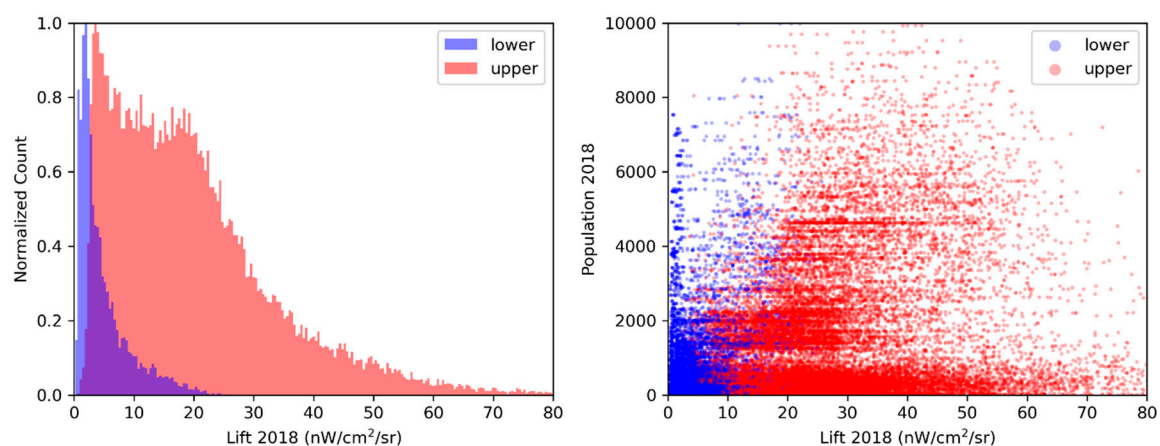 1.0
0.8
0.6
0.4
0.2
0.0
Normalized Count
lower
upper
0 10 20 30 40 50 60 70 80
Lift 2018 (nW/cm²/sr)
10000
8000
6000
4000
2000
0
Population 2018
lower
upper
0 10 20 30 40 50 60 70 80
Lift 2018 (nW/cm²/sr)